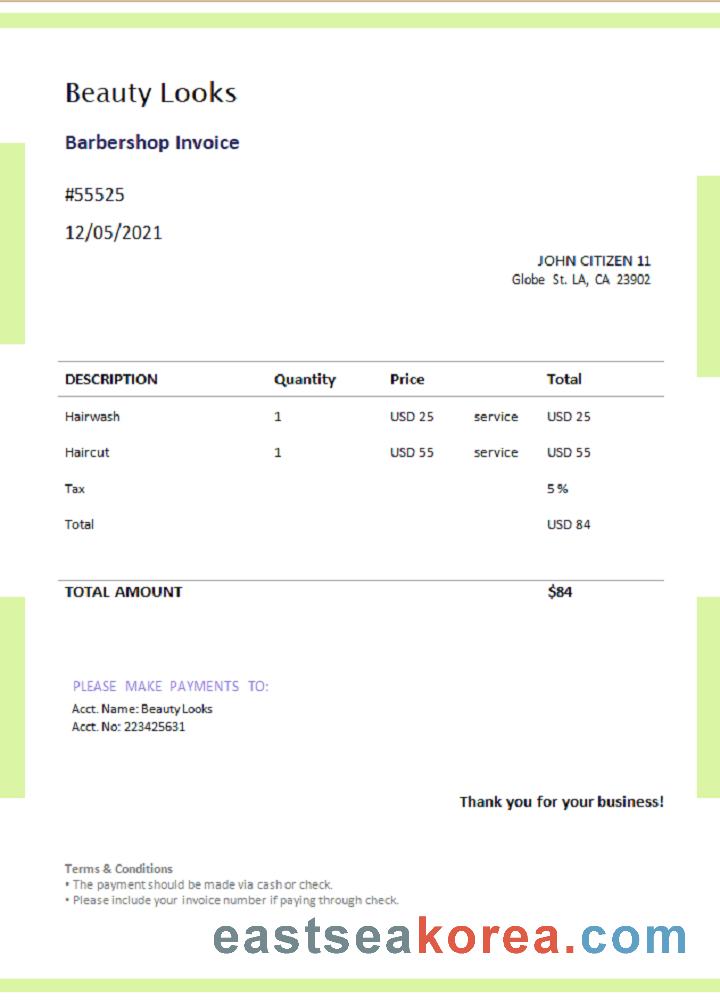 Beauty Looks
Barbershop Invoice
#55525
12/05/2021
JOHN CITIZEN 11
Globe St. LA, CA 23902
DESCRIPTION Quantity Price Total
Hairwash 1 USD 25 service USD 25
Haircut 1 USD 55 service USD 55
Tax 5%
Total USD 84
TOTAL AMOUNT $84
PLEASE MAKE PAYMENTS TO:
Acct. Name: Beauty Looks
Acct. No: 223425631
Thank you for your business!
Terms & Conditions
• The payment should be made via cash or check.
• Please include your invoice number if paying through check.
eastseakorea.com